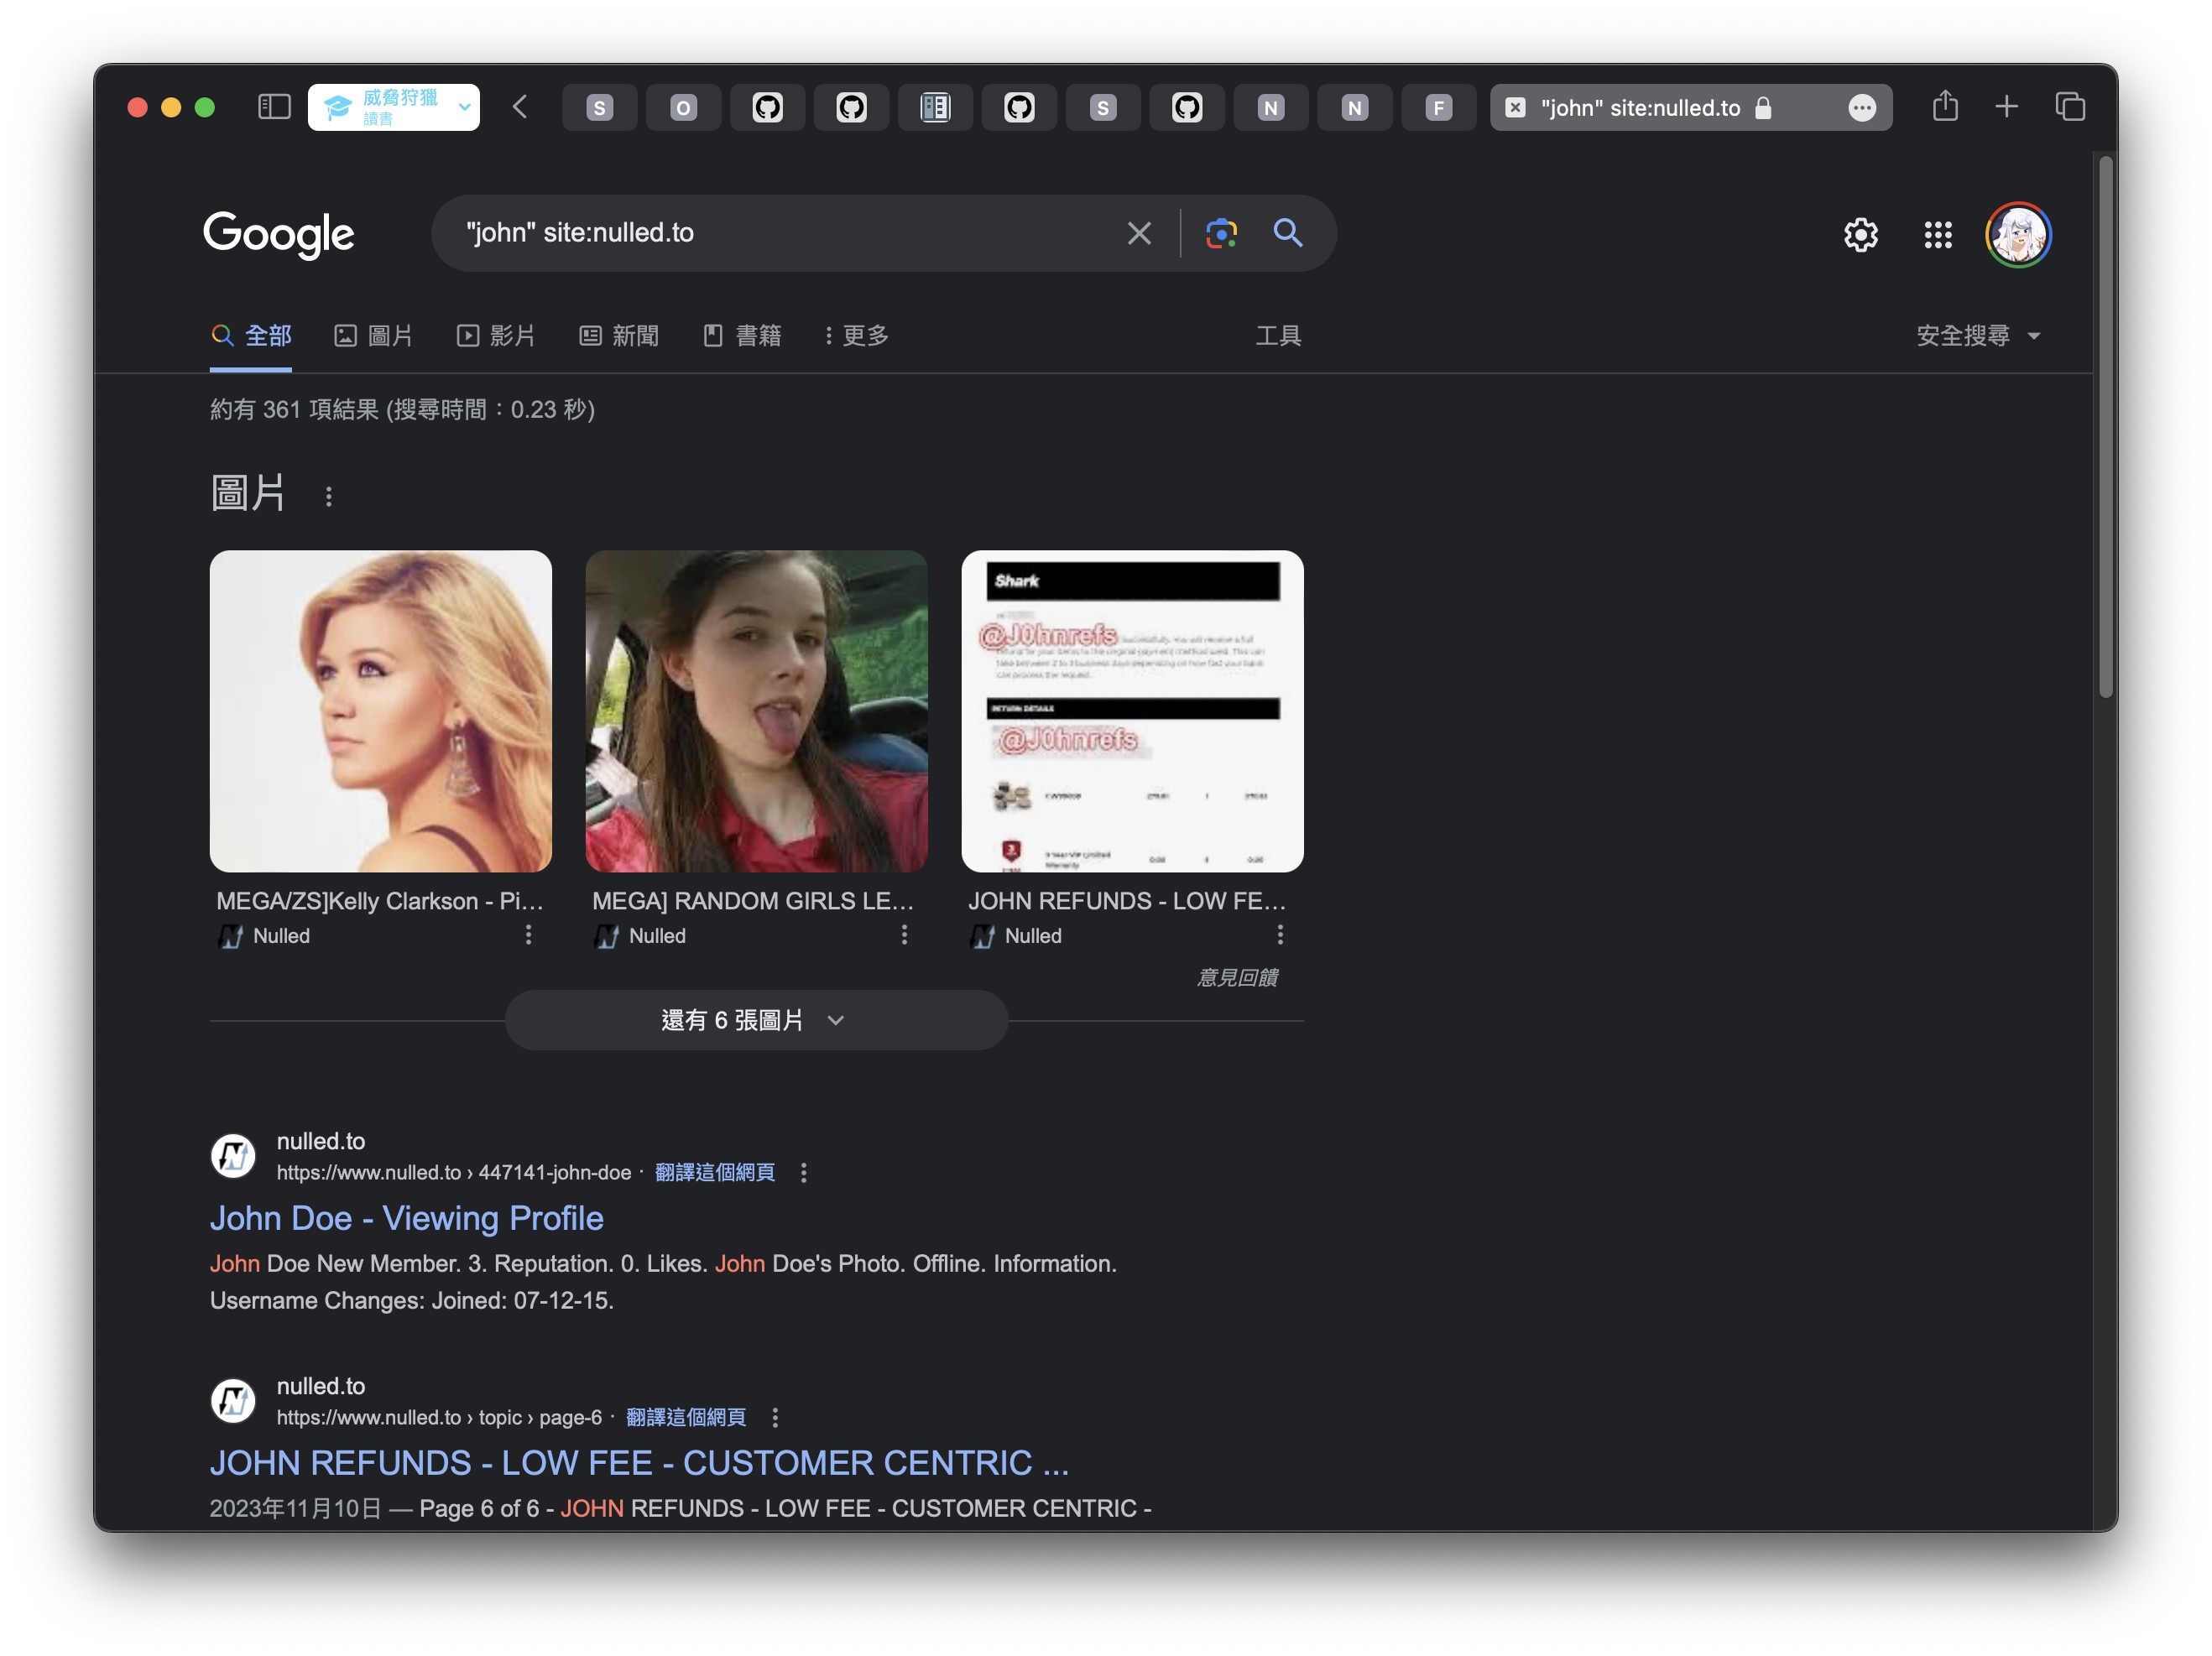 威脅狩獵
讀書
S
O
S
N
N
F
"john" site:nulled.to
Google
"john" site:nulled.to
全部
圖片
影片
新聞
書籍
更多
工具
安全搜尋
約有 361 項結果 (搜尋時間：0.23 秒)
圖片
Shark
@J0hnrefs
RETURN DETAILS
@J0hnrefs
MEGA/ZS]Kelly Clarkson - Pi...
MEGA] RANDOM GIRLS LE...
JOHN REFUNDS - LOW FE...
Nulled
Nulled
Nulled
意見回饋
還有 6 張圖片
nulled.to
https://www.nulled.to › 447141-john-doe · 翻譯這個網頁
John Doe - Viewing Profile
John Doe New Member. 3. Reputation. 0. Likes. John Doe's Photo. Offline. Information.
Username Changes: Joined: 07-12-15.
nulled.to
https://www.nulled.to › topic › page-6 · 翻譯這個網頁
JOHN REFUNDS - LOW FEE - CUSTOMER CENTRIC ...
2023年11月10日 — Page 6 of 6 - JOHN REFUNDS - LOW FEE - CUSTOMER CENTRIC -